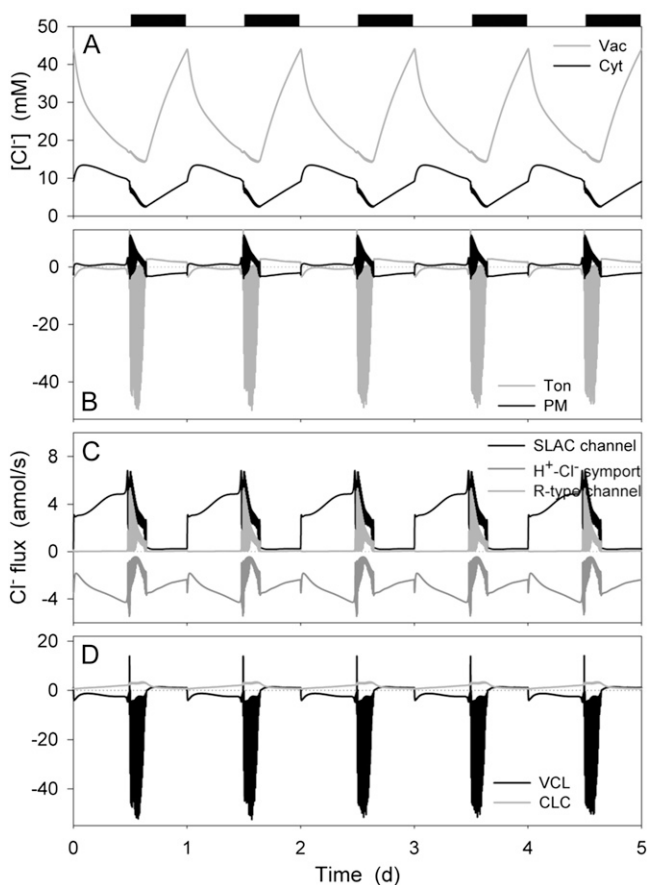 A
Vac
Cyt
50
40
30
20
10
0
[Cl-] (mM)
0
-20
-40
B
Ton
PM
C
SLAC channel
H+-Cl- symport
R-type channel
8
4
0
-4
Cl- flux (amol/s)
D
20
0
-20
-40
VCL
CLC
0 1 2 3 4 5
Time (d)